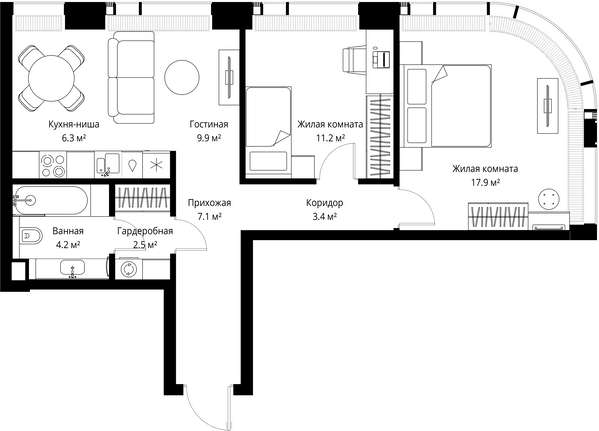 Кухня-ниша
6.3 м²
Гостиная
9.9 м²
Жилая комната
11.2 м²
Жилая комната
17.9 м²
Прихожая
7.1 м²
Коридор
3.4 м²
Ванная
4.2 м²
Гардеробная
2.5 м²